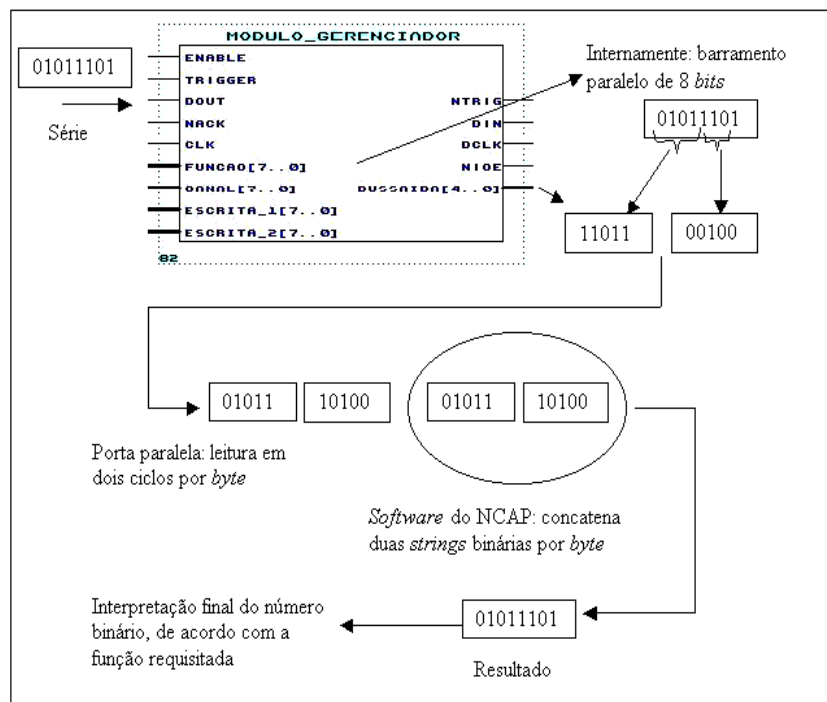 MODULO_GERENCIADOR
01011101
Série
ENABLE
TRIGGER
DOUT
NACK
CLK
FUNCAO[7..0]
CANAL[7..0]
ESCRITA_1[7..0]
ESCRITA_2[7..0]
NTRIG
DIN
DCLK
NIOE
DUSSAIDA[4..0]
82
Internamente: barramento
paralelo de 8 bits
01011101
11011
00100
01011
10100
01011
10100
Porta paralela: leitura em
dois ciclos por byte
Software do NCAP: concatena
duas strings binárias por byte
Interpretação final do número
binário, de acordo com a
função requisitada
01011101
Resultado